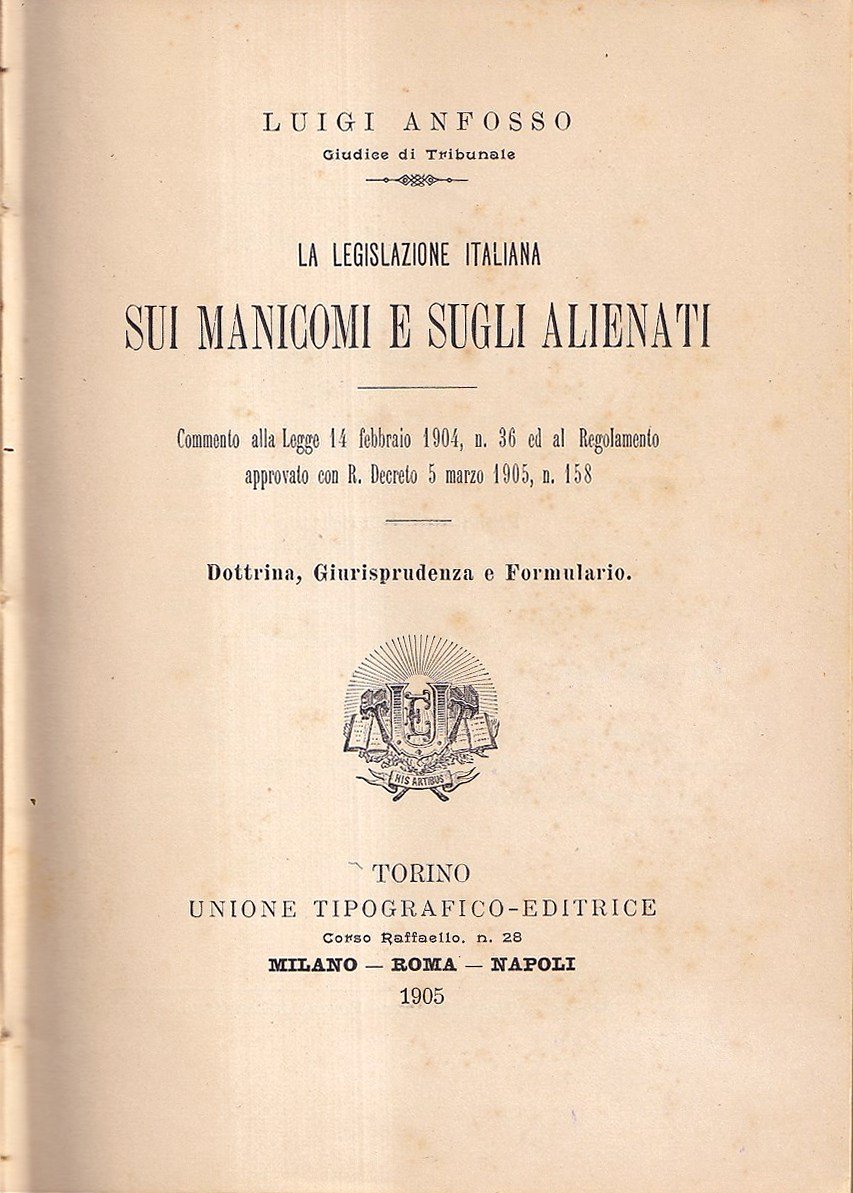 LUIGI ANFOSSO
Giudice di Tribunale
LA LEGISLAZIONE ITALIANA
SUI MANICOMI E SUGLI ALIENATI
Commento alla Legge 14 febbraio 1904, n. 36 ed al Regolamento
approvato con R. Decreto 5 marzo 1905, n. 158
Dottrina, Giurisprudenza e Formulario.
UTE
HIS ARTIBUS
TORINO
UNIONE TIPOGRAFICO-EDITRICE
Corso Raffaello, n. 28
MILANO — ROMA — NAPOLI
1905